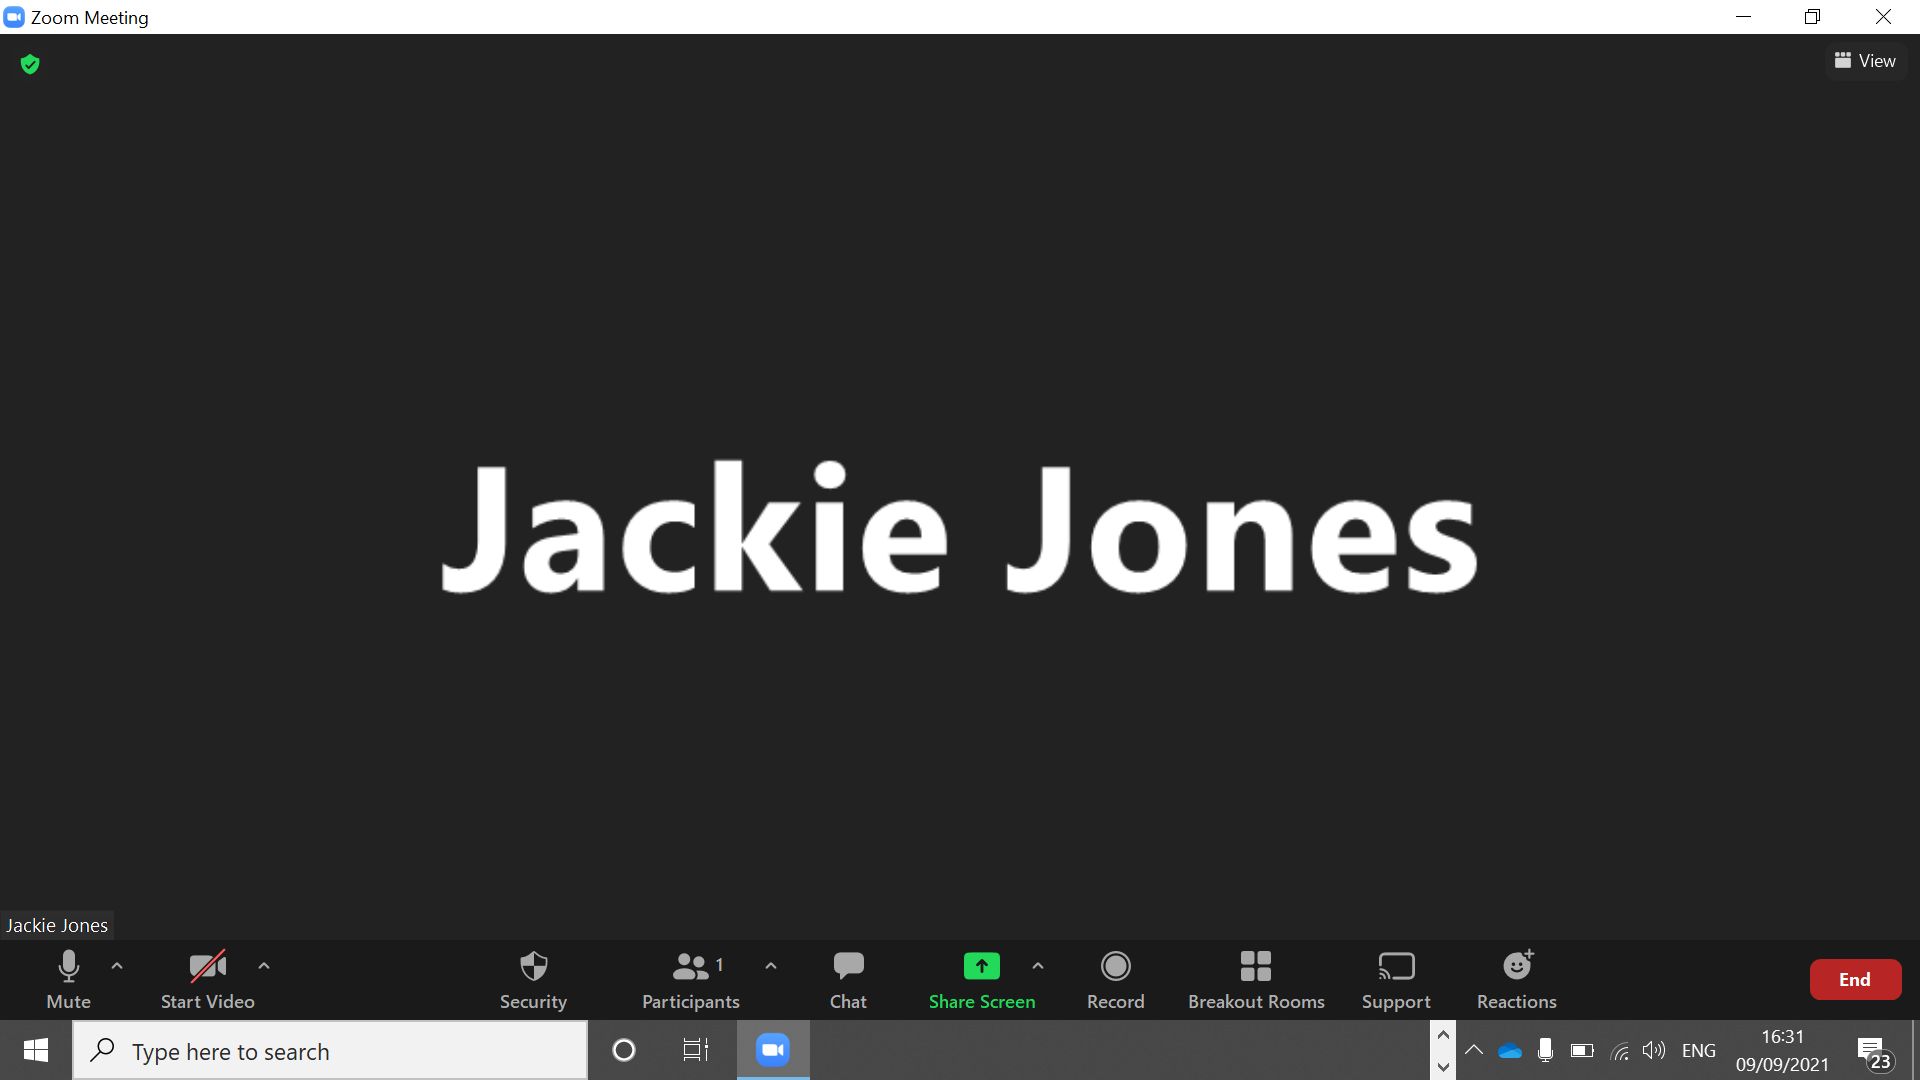 Zoom Meeting
View
Jackie Jones
Jackie Jones
Mute
Start Video
Security
1
Participants
Chat
Share Screen
Record
Breakout Rooms
Support
Reactions
End
Type here to search
ENG
16:31
09/09/2021
23